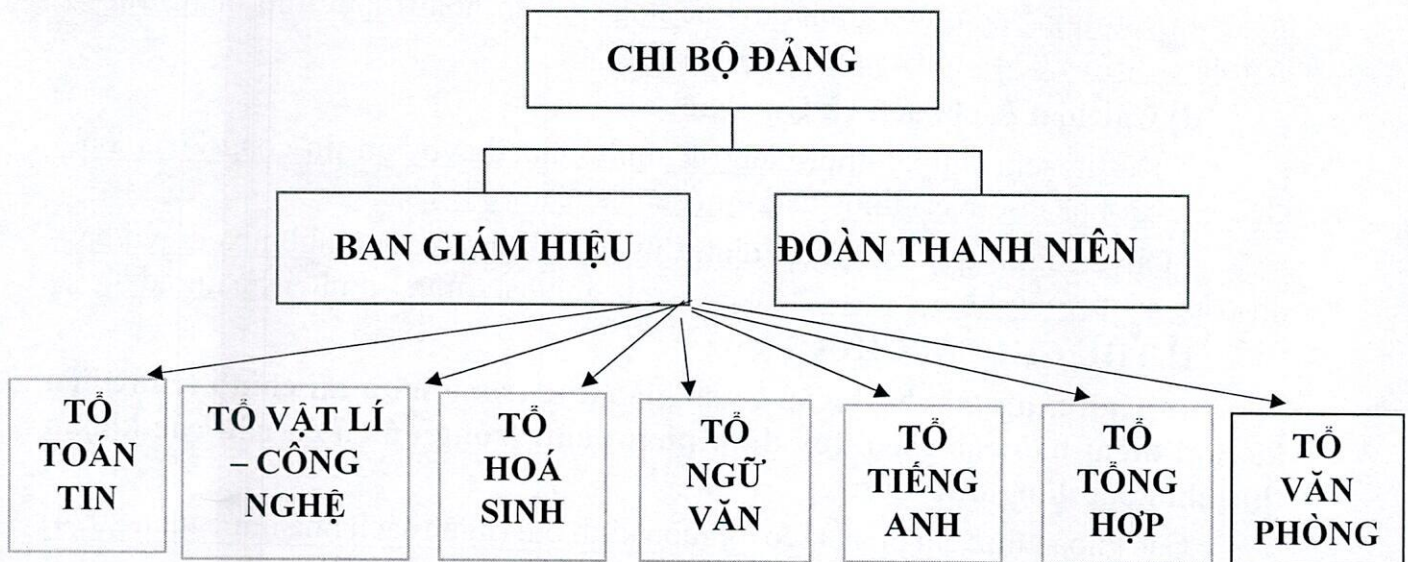 CHI BỘ ĐẢNG
BAN GIÁM HIỆU
ĐOÀN THANH NIÊN
TỔ
TOÁN
TIN
TỔ VẬT LÍ
– CÔNG
NGHỆ
TỔ
HOÁ
SINH
TỔ
NGỮ
VĂN
TỔ
TIẾNG
ANH
TỔ
TỔNG
HỢP
TỔ
VĂN
PHÒNG